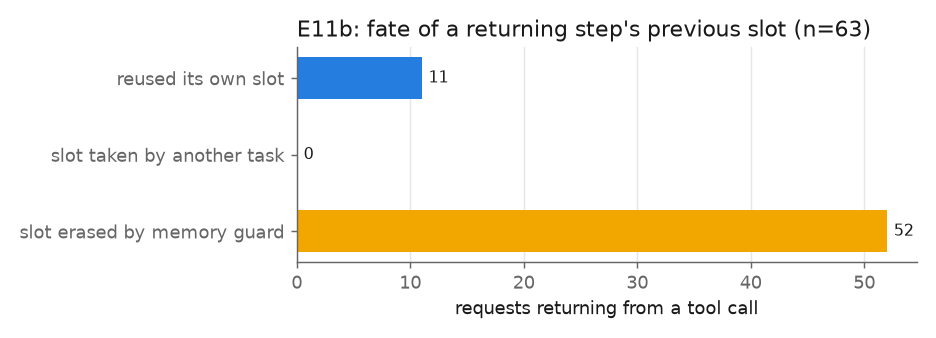 E11b: fate of a returning step's previous slot (n=63)
reused its own slot
11
slot taken by another task
0
slot erased by memory guard
52
0 10 20 30 40 50
requests returning from a tool call